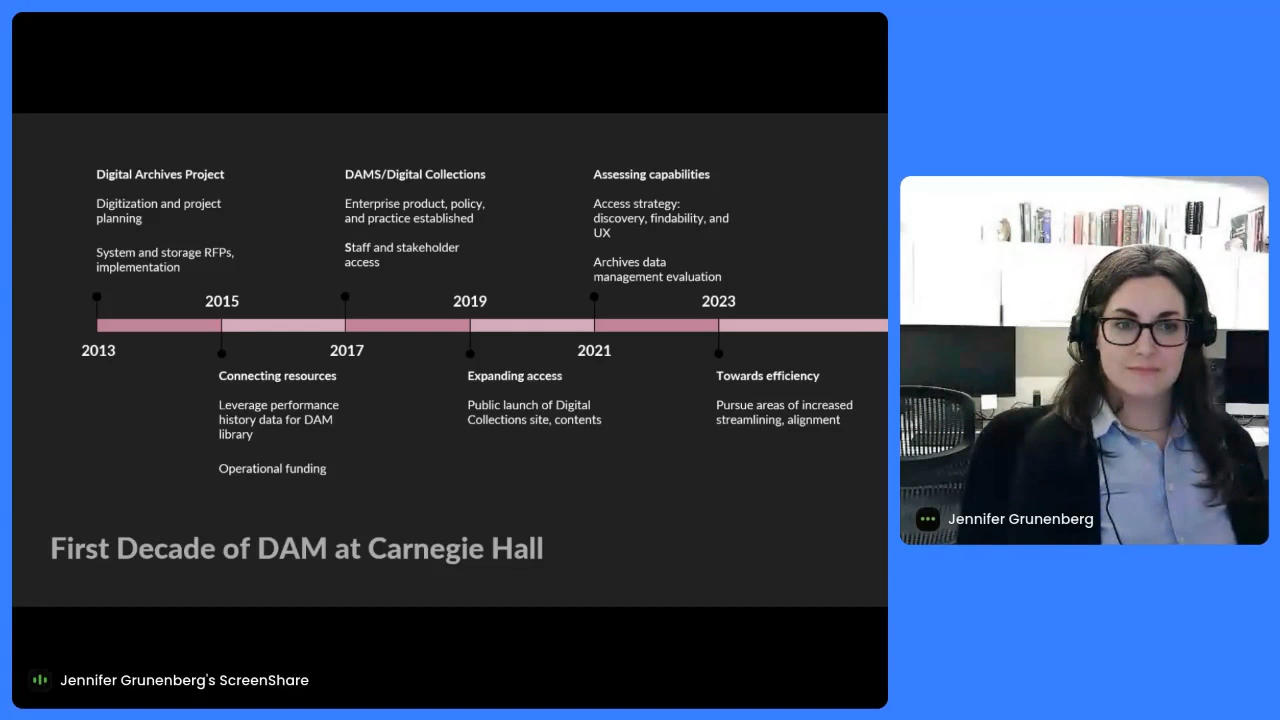 Digital Archives Project
Digitization and project
planning
System and storage RFPs,
implementation
DAMS/Digital Collections
Enterprise product, policy,
and practice established
Staff and stakeholder
access
Assessing capabilities
Access strategy:
discovery, findability, and
UX
Archives data
management evaluation
2015
2019
2023
2013
2017
2021
Connecting resources
Leverage performance
history data for DAM
library
Operational funding
Expanding access
Public launch of Digital
Collections site, contents
Towards efficiency
Pursue areas of increased
streamlining, alignment
First Decade of DAM at Carnegie Hall
Jennifer Grunenberg's ScreenShare
Jennifer Grunenberg